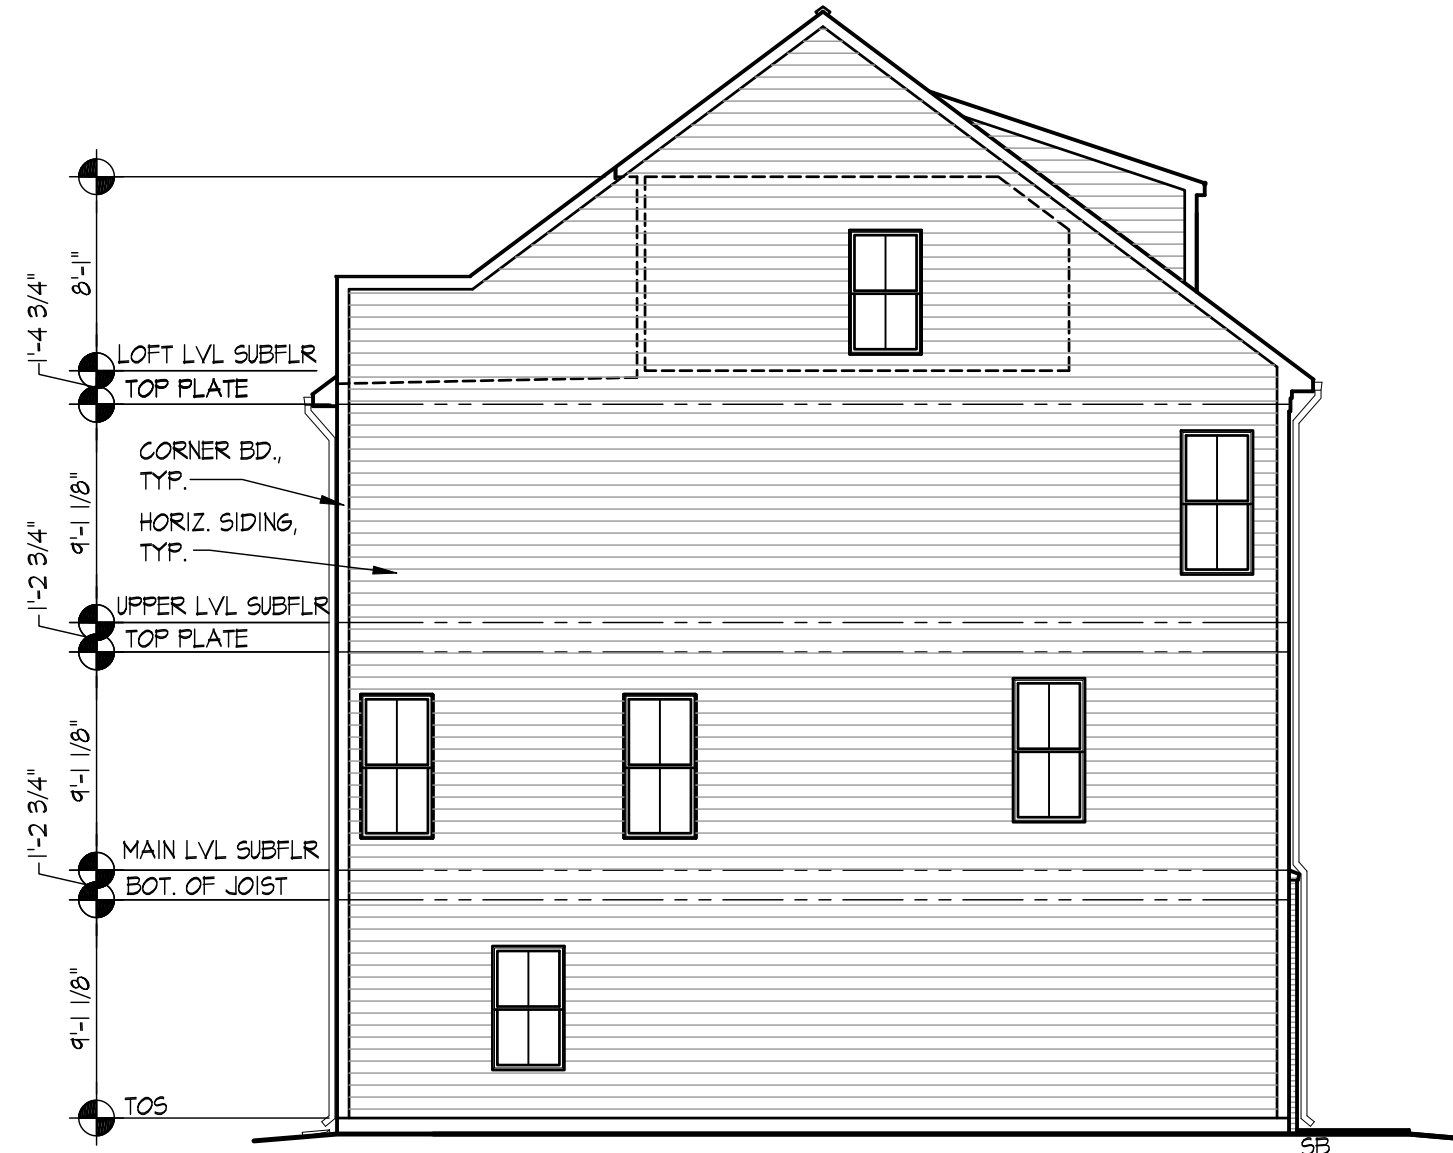 8'-1"
1'-4 3/4"
LOFT LVL SUBFLR
TOP PLATE
CORNER BD.,
TYP.
9'-1 1/8"
HORIZ. SIDING,
TYP.
1'-2 3/4"
UPPER LVL SUBFLR
TOP PLATE
9'-1 1/8"
1'-2 3/4"
MAIN LVL SUBFLR
BOT. OF JOIST
9'-1 1/8"
TOS
SB